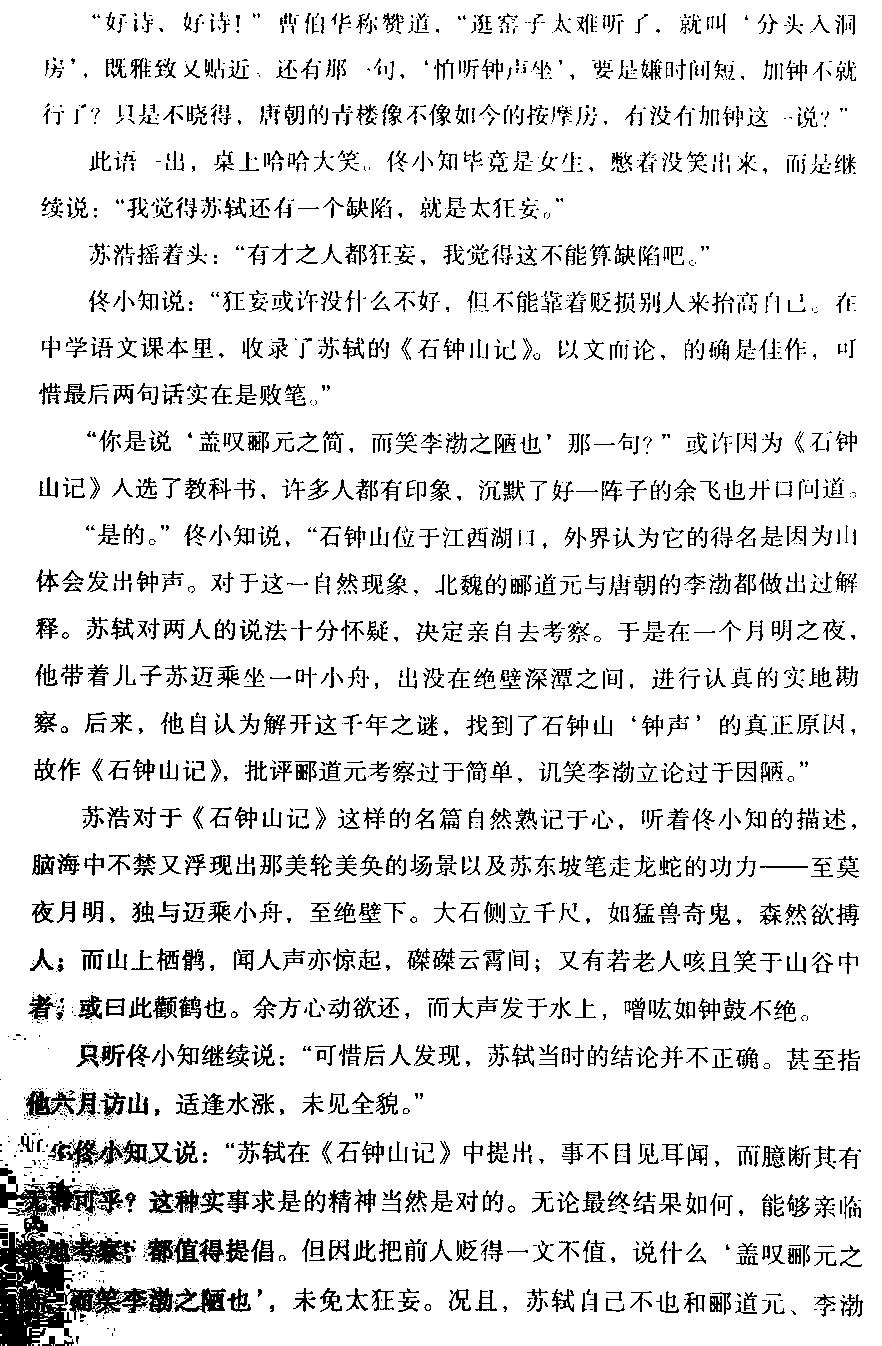 “好诗、好诗！”曹伯华称赞道，“逛窑子太难听了，就叫‘分头入洞
房’，既雅致又贴近。还有那一句，‘怕听钟声坐’，要是嫌时间短，加钟不就
行了？只是不晓得，唐朝的青楼像不像如今的按摩房，有没有加钟这一说？”
此语一出，桌上哈哈大笑。佟小知毕竟是女生，憋着没笑出来，而是继
续说：“我觉得苏轼还有一个缺陷，就是太狂妄。”
苏浩摇着头：“有才之人都狂妄，我觉得这不能算缺陷吧。”
佟小知说：“狂妄或许没什么不好，但不能靠着贬损别人来抬高自己。在
中学语文课本里，收录了苏轼的《石钟山记》。以文而论，的确是佳作，可
惜最后两句话实在是败笔。”
“你是说‘盖叹郦元之简，而笑李渤之陋也’那一句？”或许因为《石钟
山记》入选了教科书，许多人都有印象，沉默了好一阵子的余飞也开口问道。
“是的。”佟小知说，“石钟山位于江西湖口，外界认为它的得名是因为山
体会发出钟声。对于这一自然现象，北魏的郦道元与唐朝的李渤都做出过解
释。苏轼对两人的说法十分怀疑，决定亲自去考察。于是在一个月明之夜，
他带着儿子苏迈乘坐一叶小舟，出没在绝壁深潭之间，进行认真的实地勘
察。后来，他自认为解开这千年之谜，找到了石钟山‘钟声’的真正原因，
故作《石钟山记》，批评郦道元考察过于简单，讥笑李渤立论过于因陋。”
苏浩对于《石钟山记》这样的名篇自然熟记于心，听着佟小知的描述，
脑海中不禁又浮现出那美轮美奂的场景以及苏东坡笔走龙蛇的功力——至莫
夜月明，独与迈乘小舟，至绝壁下。大石侧立千尺，如猛兽奇鬼，森然欲搏
人；而山上栖鹘，闻人声亦惊起，磔磔云霄间；又有若老人咳且笑于山谷中
者，或曰此颧鹤也。余方心动欲还，而大声发于水上，噌吰如钟鼓不绝。
只听佟小知继续说：“可惜后人发现，苏轼当时的结论并不正确。甚至指
他六月访山，适逢水涨，未见全貌。”
佟小知又说：“苏轼在《石钟山记》中提出，事不目见耳闻，而臆断其有
无，可乎？这种实事求是的精神当然是对的。无论最终结果如何，能够亲临
实地考察，都值得提倡。但因此把前人贬得一文不值，说什么‘盖叹郦元之
简，而笑李渤之陋也’，未免太狂妄。况且，苏轼自己不也和郦道元、李渤